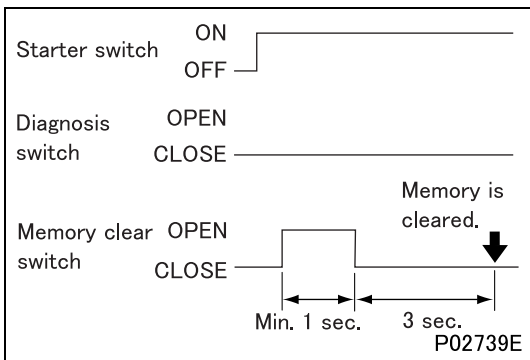 Starter switch
ON
OFF
Diagnosis
switch
OPEN
CLOSE
Memory clear
switch
OPEN
CLOSE
Memory is
cleared.
Min. 1 sec.
3 sec.
P02739E